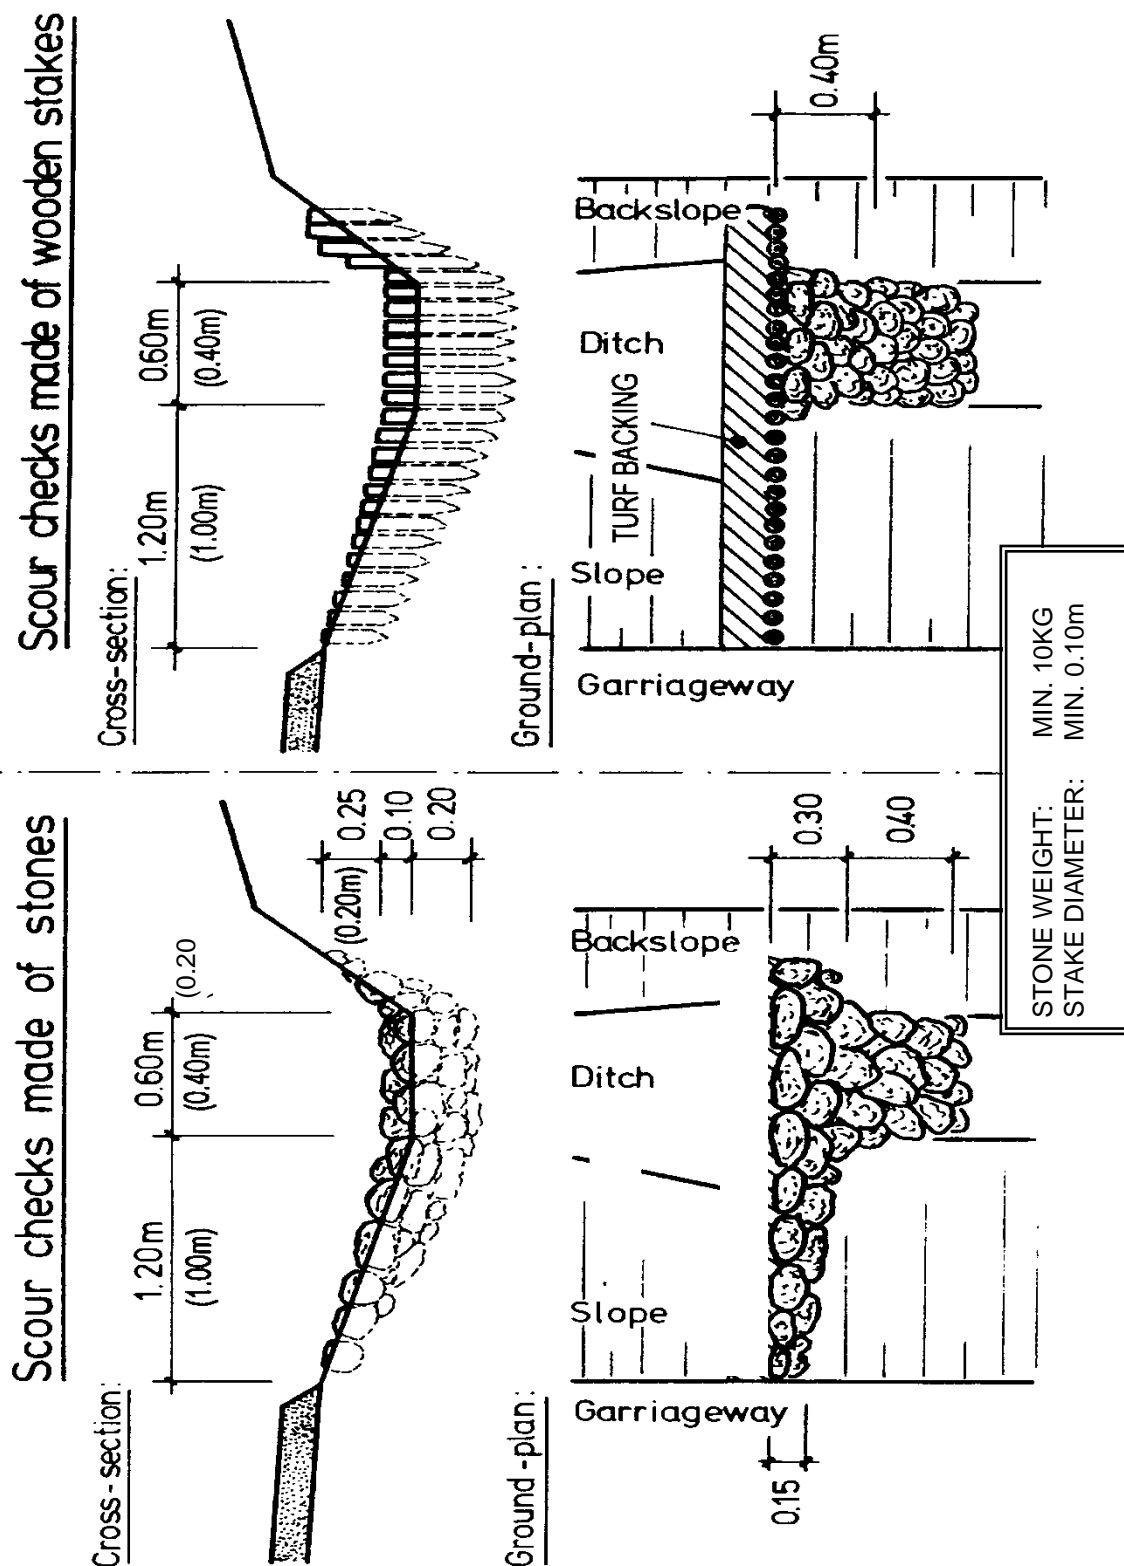 Scour checks made of stones
Cross-section:
1.20m
(1.00m)
0.60m
(0.40m)
(0.20
(0.20m)
0.25
0.10
0.20
Ground-plan:
Garriageway
Slope
Ditch
Backslope
0.15
0.30
0.40
Scour checks made of wooden stakes
Cross-section:
1.20m
(1.00m)
0.60m
(0.40m)
Ground-plan:
Garriageway
Slope
TURF BACKING
Ditch
Backslope
0.40m
STONE WEIGHT: MIN. 10KG
STAKE DIAMETER: MIN. 0.10m